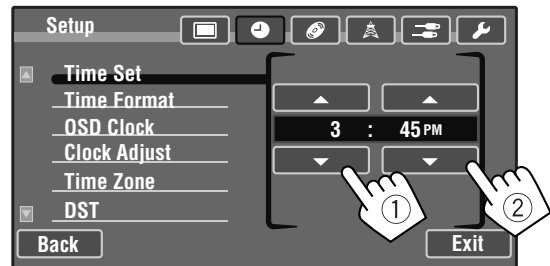 Setup
Time Set
Time Format
OSD Clock
Clock Adjust
Time Zone
DST
3 : 45 PM
1
2
Back
Exit